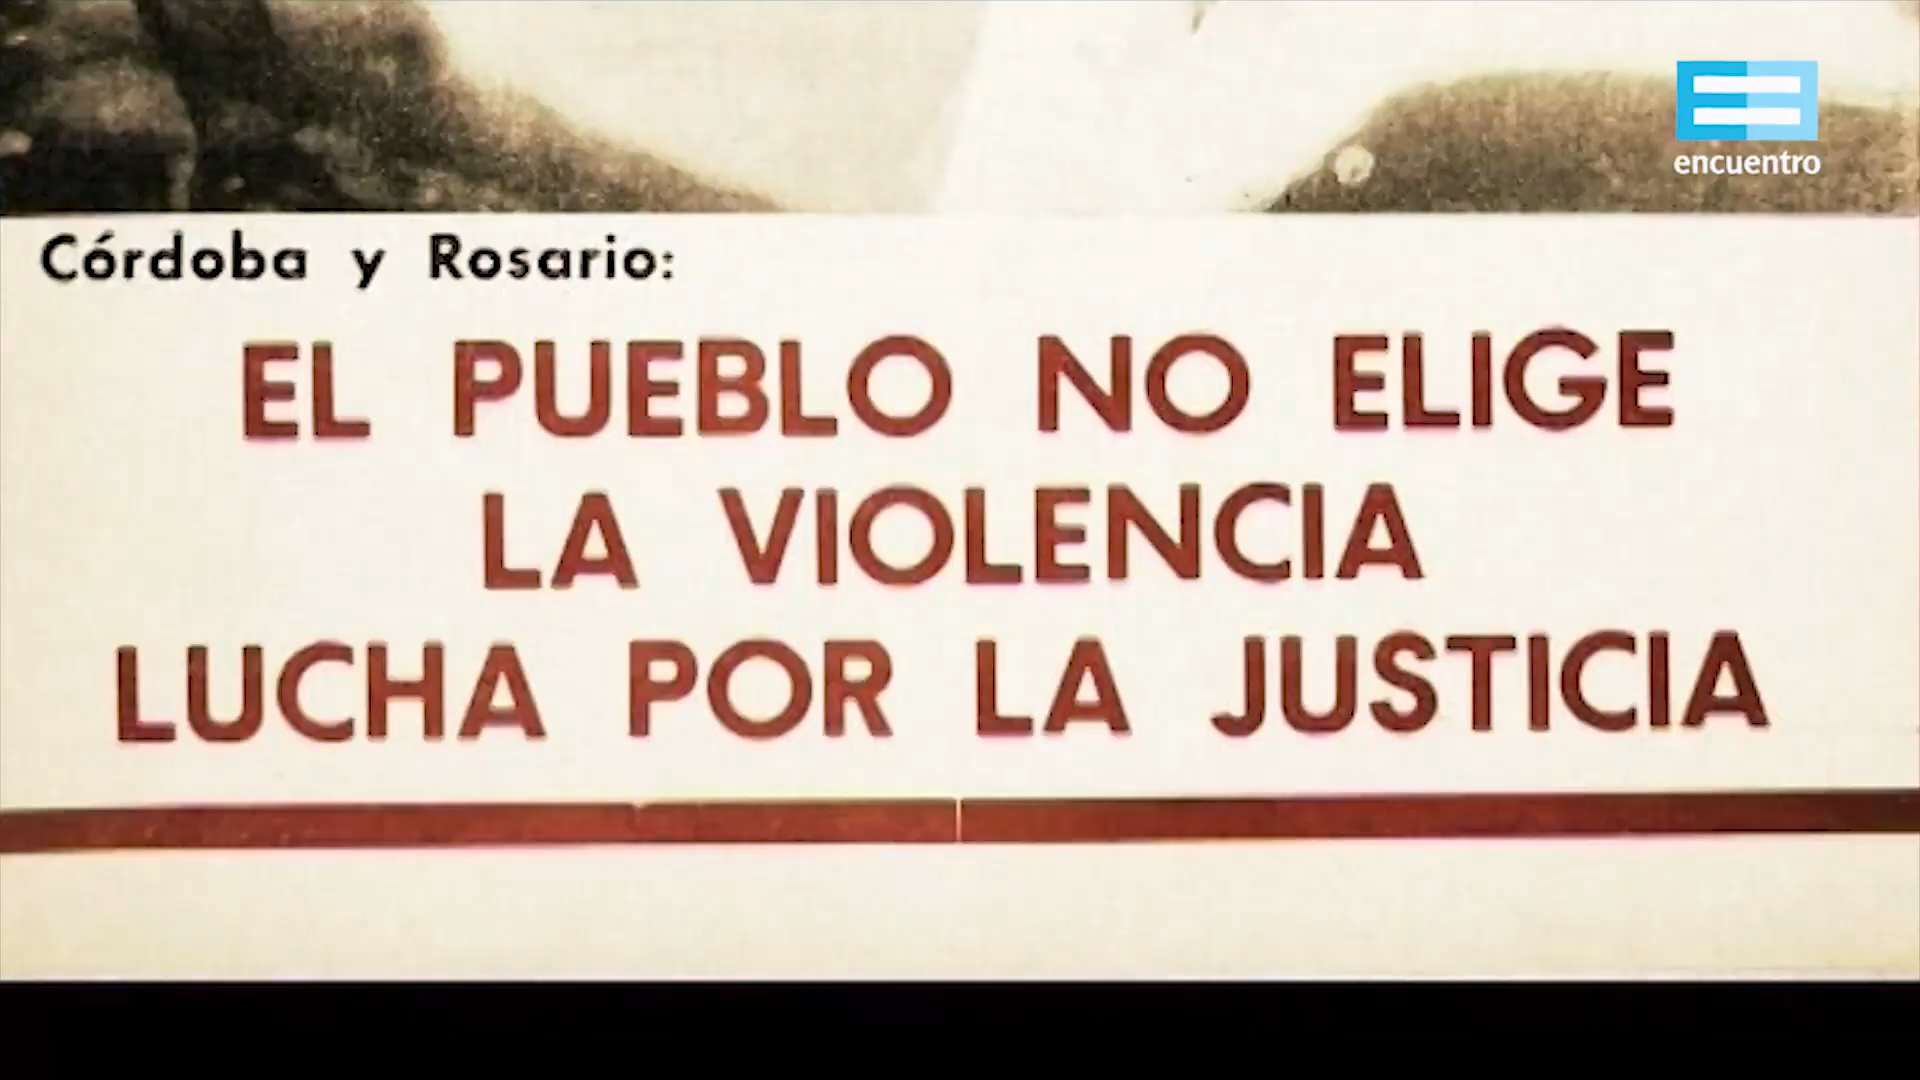 encuentro
Córdoba y Rosario:
EL PUEBLO NO ELIGE
LA VIOLENCIA
LUCHA POR LA JUSTICIA